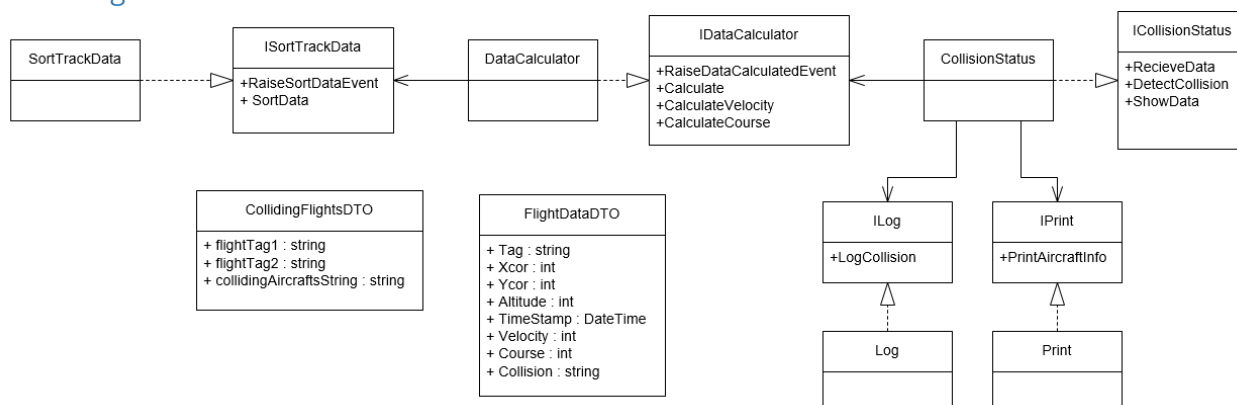 SortTrackData
ISortTrackData
+RaiseSortDataEvent
+ SortData
DataCalculator
IDataCalculator
+RaiseDataCalculatedEvent
+Calculate
+CalculateVelocity
+CalculateCourse
CollisionStatus
ICollisionStatus
+RecieveData
+DetectCollision
+ShowData
CollidingFlightsDTO
+ flightTag1 : string
+ flightTag2 : string
+ collidingAircraftsString : string
FlightDataDTO
+ Tag : string
+ Xcor : int
+ Ycor : int
+ Altitude : int
+ TimeStamp : DateTime
+ Velocity : int
+ Course : int
+ Collision : string
ILog
+LogCollision
IPrint
+PrintAircraftInfo
Log
Print